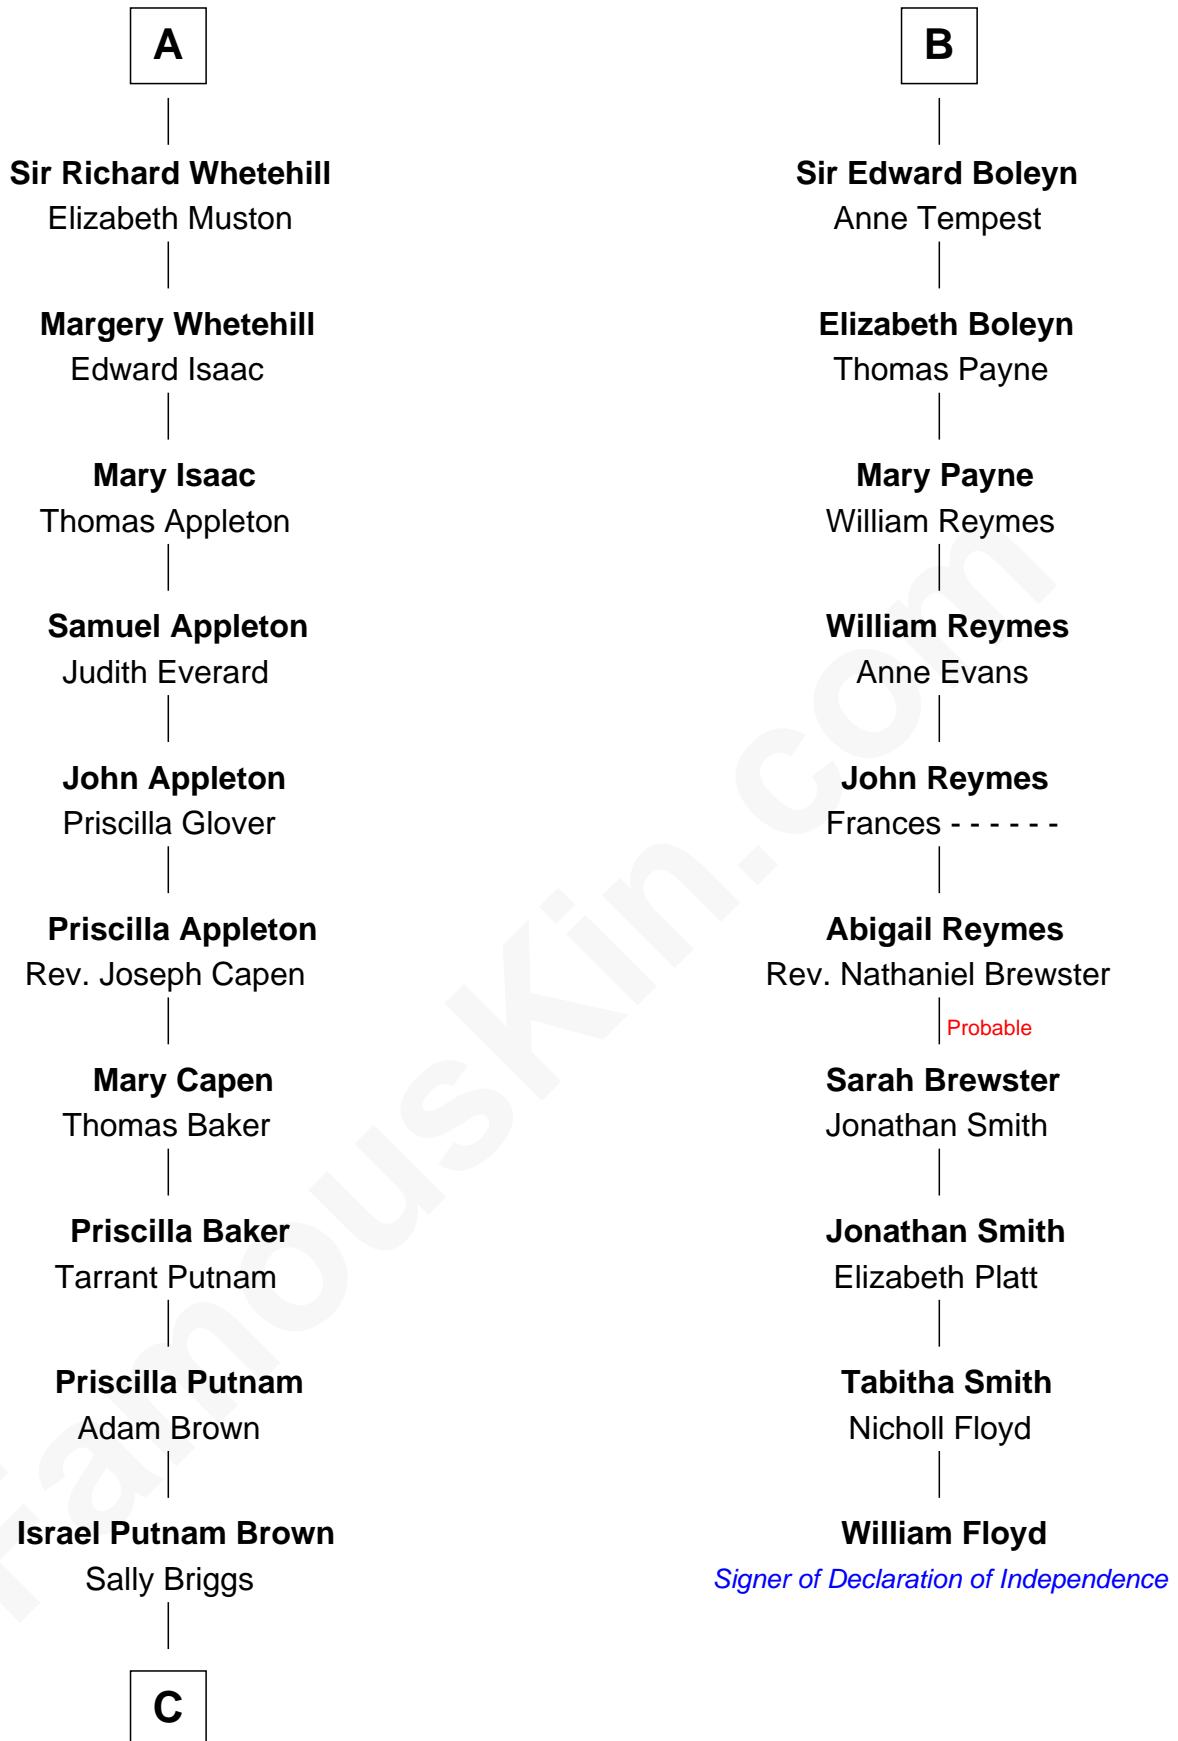 A
Sir Richard Whetehill
Elizabeth Muston
Margery Whetehill
Edward Isaac
Mary Isaac
Thomas Appleton
Samuel Appleton
Judith Everard
John Appleton
Priscilla Glover
Priscilla Appleton
Rev. Joseph Capen
Mary Capen
Thomas Baker
Priscilla Baker
Tarrant Putnam
Priscilla Putnam
Adam Brown
Israel Putnam Brown
Sally Briggs
C
B
Sir Edward Boleyn
Anne Tempest
Elizabeth Boleyn
Thomas Payne
Mary Payne
William Reymes
William Reymes
Anne Evans
John Reymes
Frances - - - - - -
Abigail Reymes
Rev. Nathaniel Brewster
Probable
Sarah Brewster
Jonathan Smith
Jonathan Smith
Elizabeth Platt
Tabitha Smith
Nicholl Floyd
William Floyd
Signer of Declaration of Independence
FamousKin.com